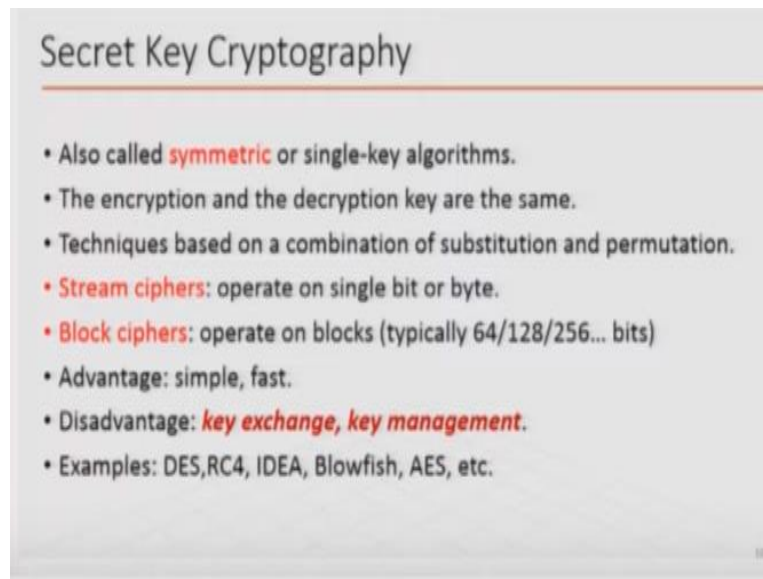 Secret Key Cryptography
• Also called symmetric or single-key algorithms.
• The encryption and the decryption key are the same.
• Techniques based on a combination of substitution and permutation.
• Stream ciphers: operate on single bit or byte.
• Block ciphers: operate on blocks (typically 64/128/256... bits)
• Advantage: simple, fast.
• Disadvantage: key exchange, key management.
• Examples: DES,RC4, IDEA, Blowfish, AES, etc.